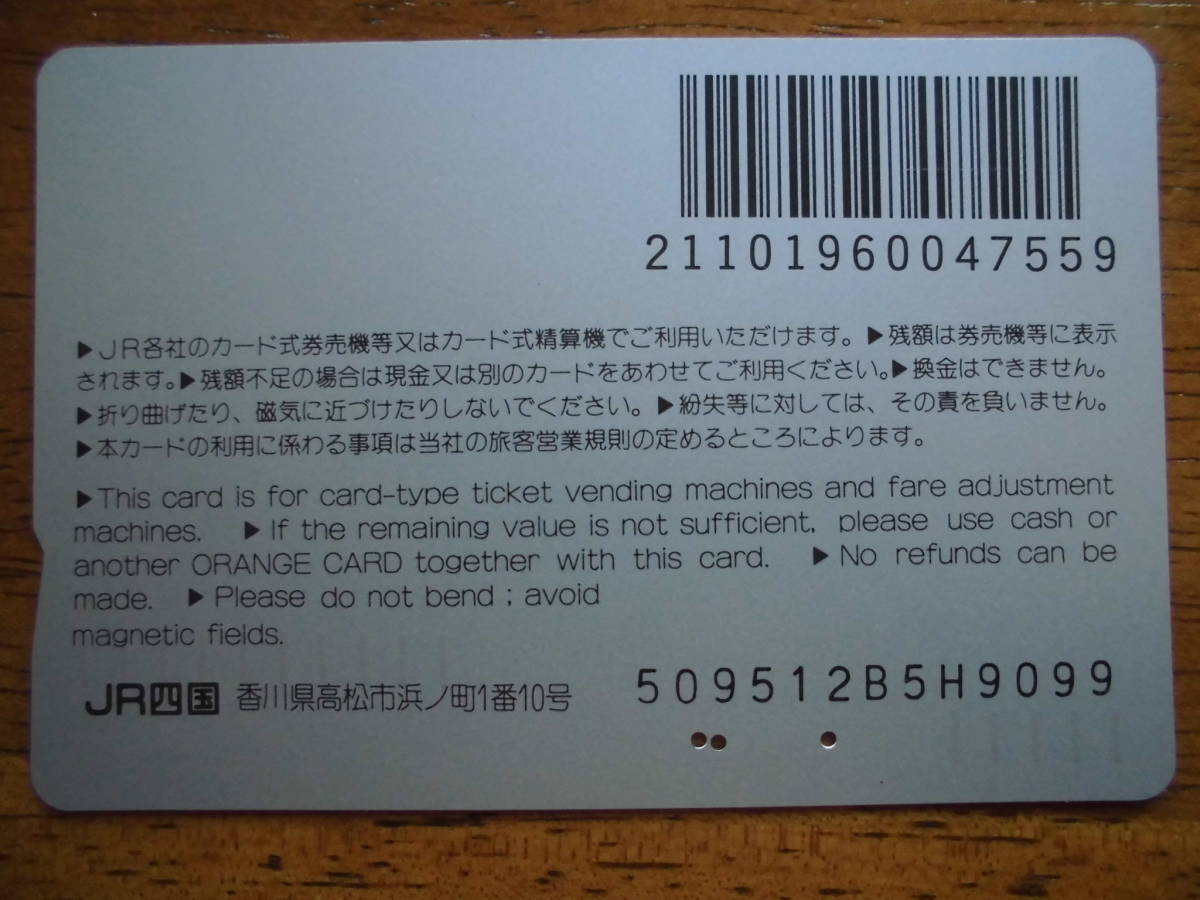 21101960047559
▶JR各社のカード式券売機等又はカード式精算機でご利用いただけます。▶残額は券売機等に表示
されます。▶残額不足の場合は現金又は別のカードをあわせてご利用ください。▶換金はできません。
▶折り曲げたり、磁気に近づけたりしないでください。▶紛失等に対しては、その責を負いません。
▶本カードの利用に係わる事項は当社の旅客営業規則の定めるところによります。
▶This card is for card-type ticket vending machines and fare adjustment
machines. ▶If the remaining value is not sufficient, please use cash or
another ORANGE CARD together with this card. ▶No refunds can be
made. ▶Please do not bend ; avoid
magnetic fields.
JR四国 香川県高松市浜ノ町1番10号 509512B5H9099